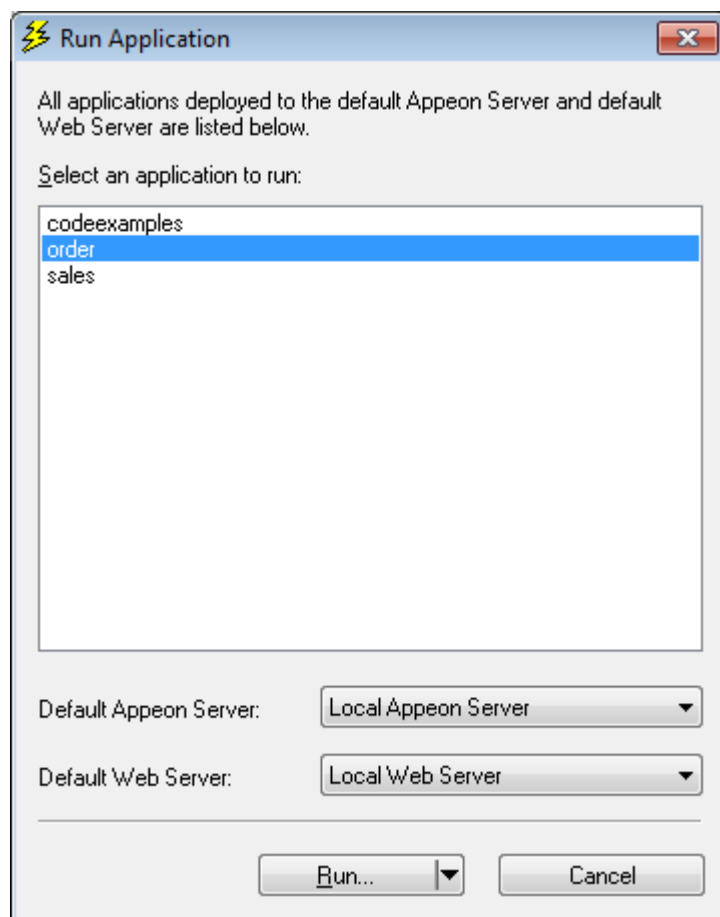 Run Application
All applications deployed to the default Appeon Server and default
Web Server are listed below.
Select an application to run:
codeexamples
order
sales
Default Appeon Server:
Local Appeon Server
Default Web Server:
Local Web Server
Run...
Cancel